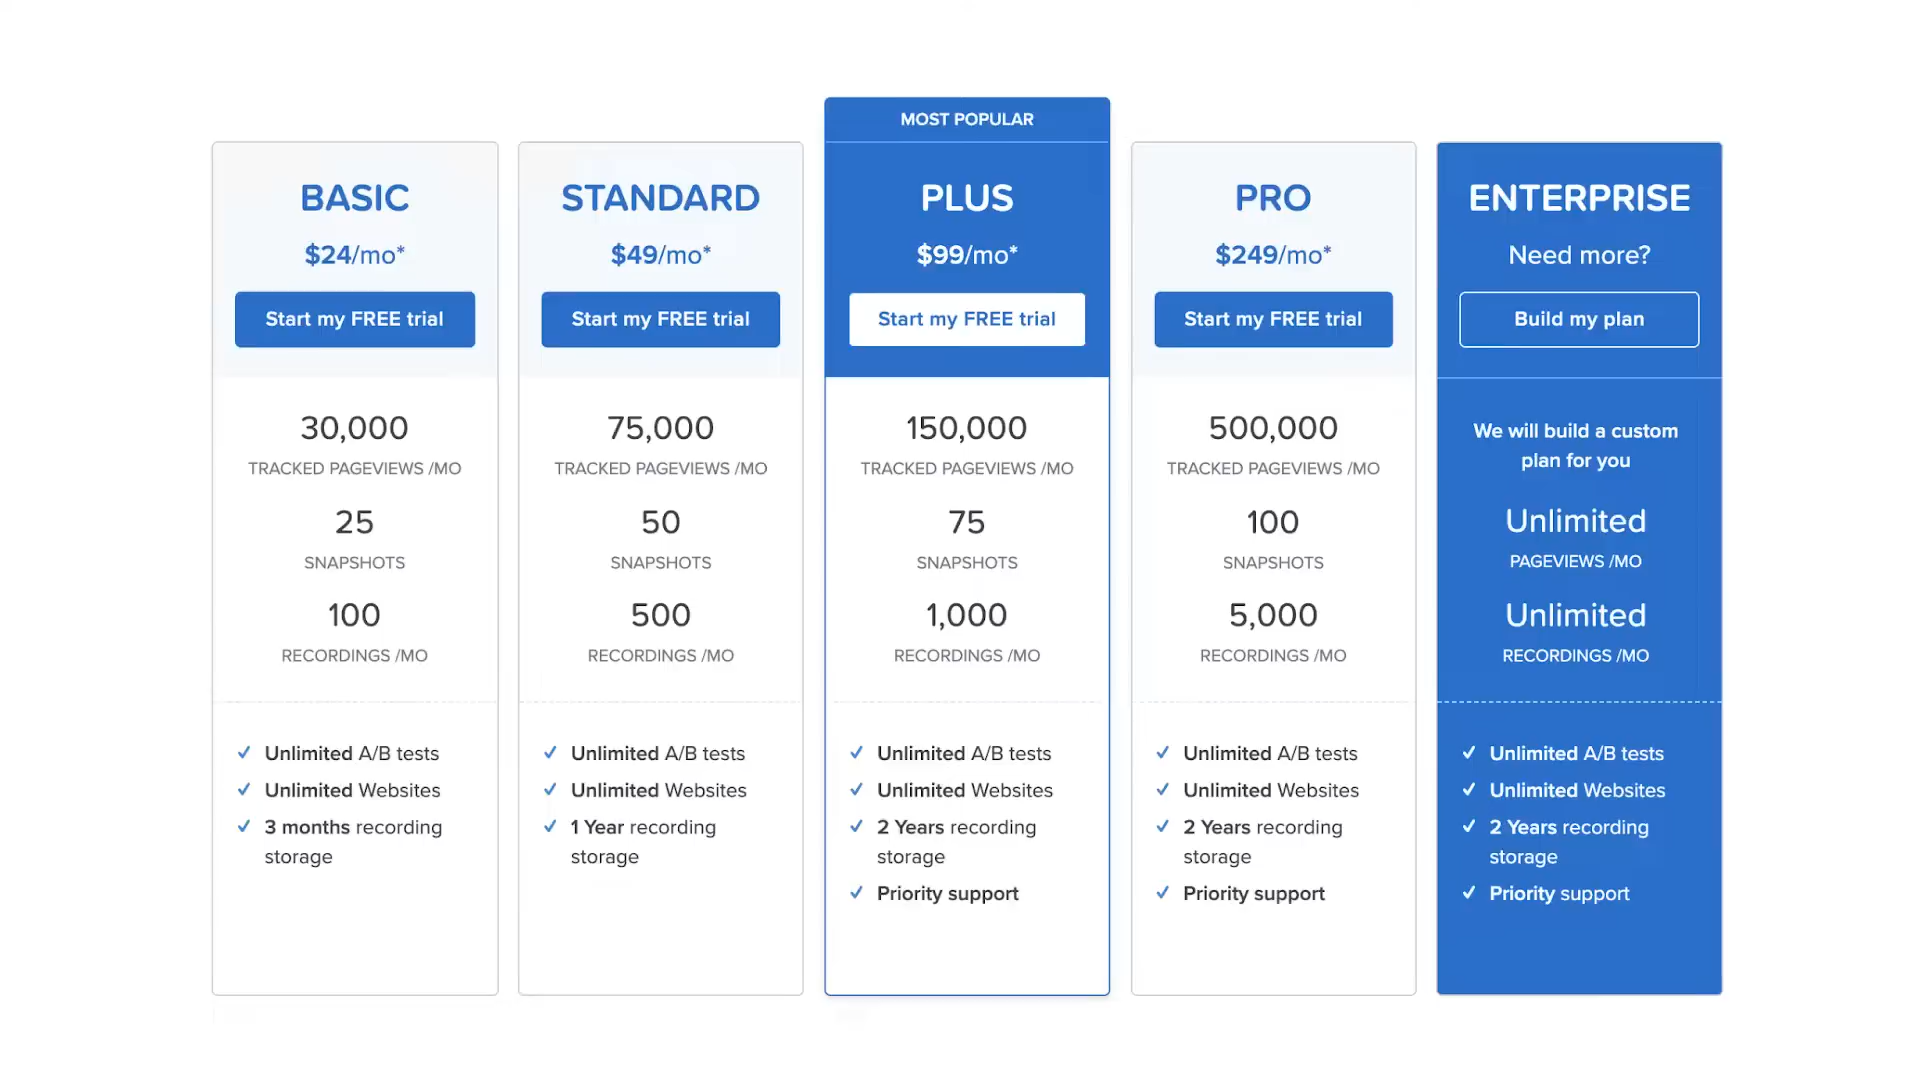 BASIC
$24/mo*
Start my FREE trial
30,000
TRACKED PAGEVIEWS /MO
25
SNAPSHOTS
100
RECORDINGS /MO
Unlimited A/B tests
Unlimited Websites
3 months recording
storage
STANDARD
$49/mo*
Start my FREE trial
75,000
TRACKED PAGEVIEWS /MO
50
SNAPSHOTS
500
RECORDINGS /MO
Unlimited A/B tests
Unlimited Websites
1 Year recording
storage
MOST POPULAR
PLUS
$99/mo*
Start my FREE trial
150,000
TRACKED PAGEVIEWS /MO
75
SNAPSHOTS
1,000
RECORDINGS /MO
Unlimited A/B tests
Unlimited Websites
2 Years recording
storage
Priority support
PRO
$249/mo*
Start my FREE trial
500,000
TRACKED PAGEVIEWS /MO
100
SNAPSHOTS
5,000
RECORDINGS /MO
Unlimited A/B tests
Unlimited Websites
2 Years recording
storage
Priority support
ENTERPRISE
Need more?
Build my plan
We will build a custom
plan for you
Unlimited
PAGEVIEWS /MO
Unlimited
RECORDINGS /MO
Unlimited A/B tests
Unlimited Websites
2 Years recording
storage
Priority support